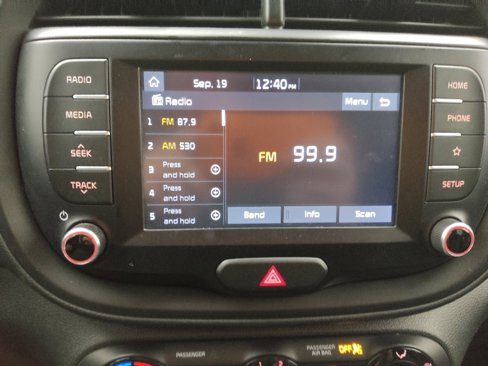 RADIO
MEDIA
SEEK
TRACK
Sep. 19 12:40 PM
Radio
Menu
1 FM 87.9
2 AM 530
3 Press and hold
4 Press and hold
5 Press and hold
FM 99.9
Band
Info
Scan
HOME
PHONE
SETUP
PASSENGER
PASSENGER
AIR BAG
OFF